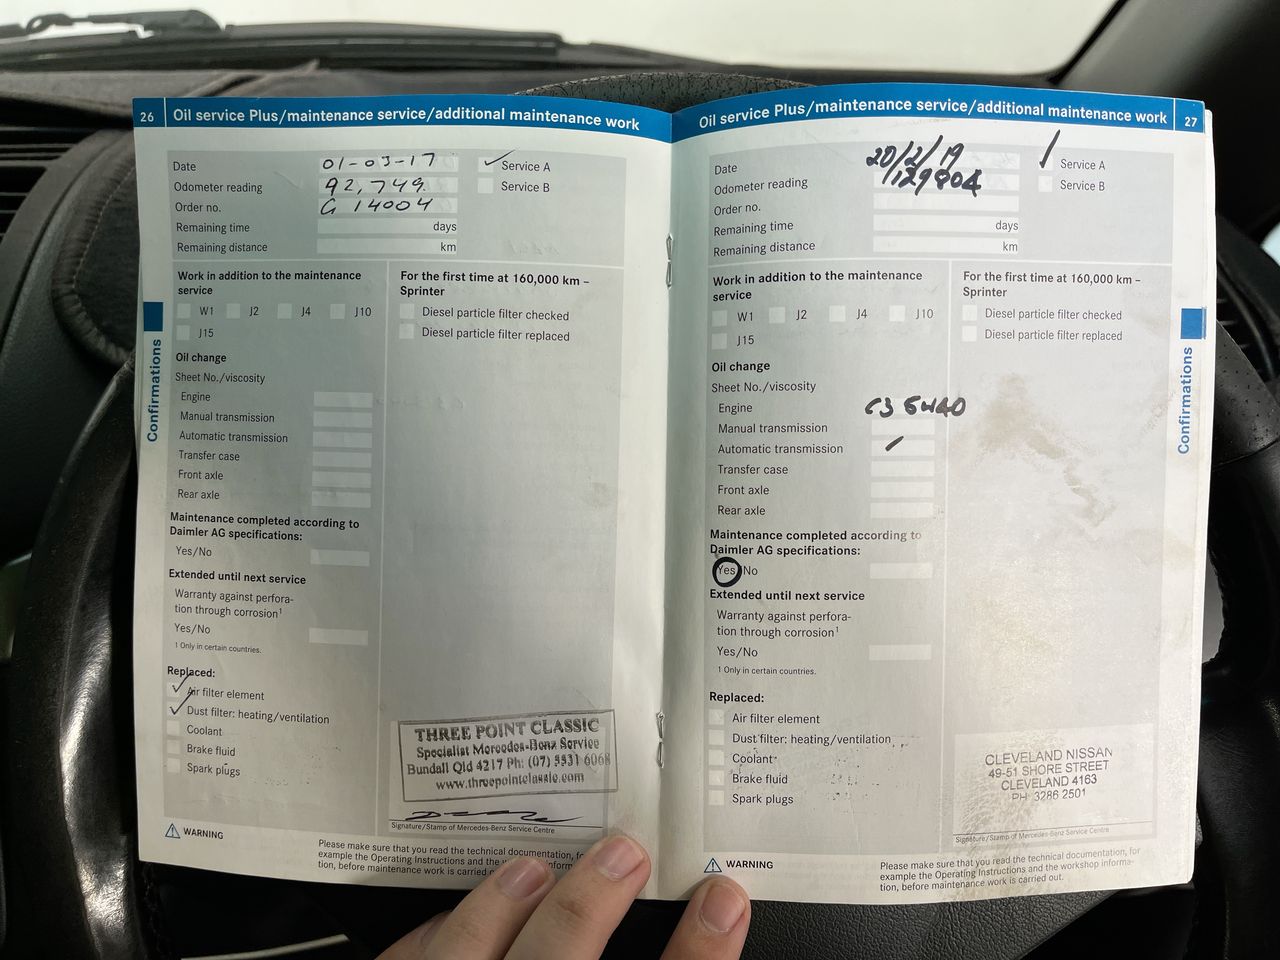 26 Oil service Plus/maintenance service/additional maintenance work
Date 01-03-17 Service A
Odometer reading 92,749 Service B
Order no. G 14004
Remaining time days
Remaining distance km
Work in addition to the maintenance
service
W1 J2 J4 J10
J15
For the first time at 160,000 km –
Sprinter
Diesel particle filter checked
Diesel particle filter replaced
Oil change
Sheet No./viscosity
Engine
Manual transmission
Automatic transmission
Transfer case
Front axle
Rear axle
Maintenance completed according to
Daimler AG specifications:
Yes/No
Extended until next service
Warranty against perfora-
tion through corrosion1
Yes/No
1 Only in certain countries.
Replaced:
Air filter element
Dust filter: heating/ventilation
Coolant
Brake fluid
Spark plugs
THREE POINT CLASSIC
Specialist Mercedes-Benz Service
Bundall Qld 4217 Ph: (07) 5531 6068
www.threepointclassic.com
Signature/Stamp of Mercedes-Benz Service Centre
WARNING
Please make sure that you read the technical documentation, for
example the Operating Instructions and the
tion, before maintenance work is carried
Confirmations
Oil service Plus/maintenance service/additional maintenance work 27
Date 20/2/19 Service A
Odometer reading 129804 Service B
Order no.
Remaining time days
Remaining distance km
Work in addition to the maintenance
service
W1 J2 J4 J10
J15
For the first time at 160,000 km –
Sprinter
Diesel particle filter checked
Diesel particle filter replaced
Oil change
Sheet No./viscosity
Engine C3 5W40
Manual transmission
Automatic transmission
Transfer case
Front axle
Rear axle
Maintenance completed according to
Daimler AG specifications:
Yes/No
Extended until next service
Warranty against perfora-
tion through corrosion1
Yes/No
1 Only in certain countries.
Replaced:
Air filter element
Dust filter: heating/ventilation
Coolant
Brake fluid
Spark plugs
CLEVELAND NISSAN
49-51 SHORE STREET
CLEVELAND 4163
PH 3286 2501
Signature/Stamp of Mercedes-Benz Service Centre
WARNING
Please make sure that you read the technical documentation, for
example the Operating Instructions and the workshop informa-
tion, before maintenance work is carried out.
Confirmations